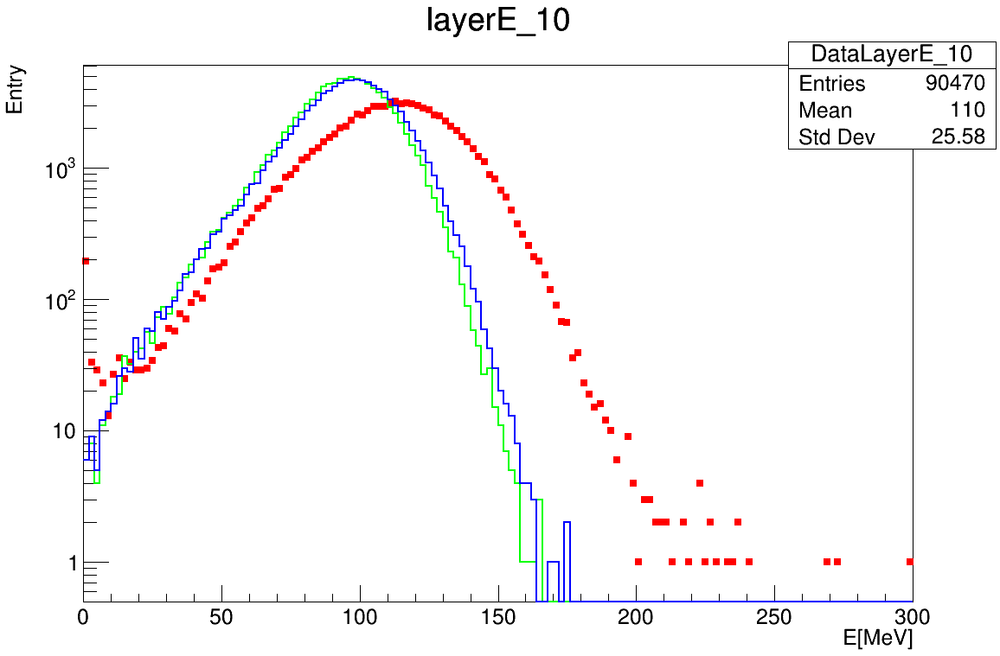 layerE_10
DataLayerE_10
Entries 90470
Mean 110
Std Dev 25.58
Entry
10³
10²
10
1
0 50 100 150 200 250 300
E[MeV]